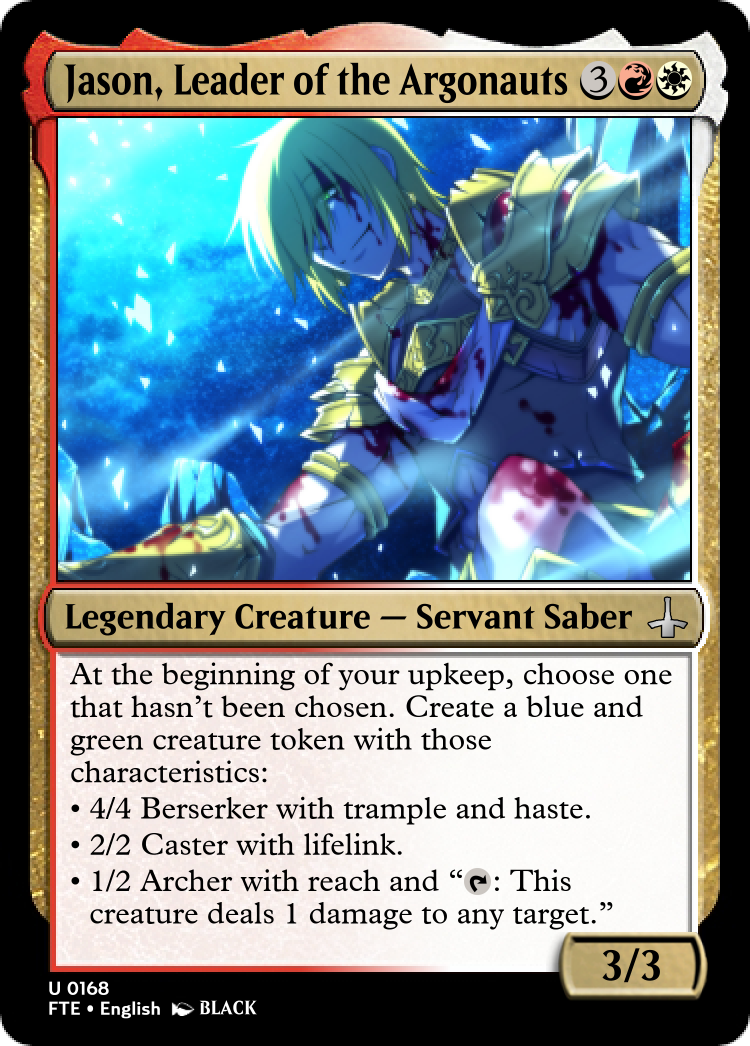 Jason, Leader of the Argonauts 3
Legendary Creature — Servant Saber
At the beginning of your upkeep, choose one
that hasn't been chosen. Create a blue and
green creature token with those
characteristics:
• 4/4 Berserker with trample and haste.
• 2/2 Caster with lifelink.
• 1/2 Archer with reach and “: This
creature deals 1 damage to any target.”
3/3
U 0168
FTE • English BLACK